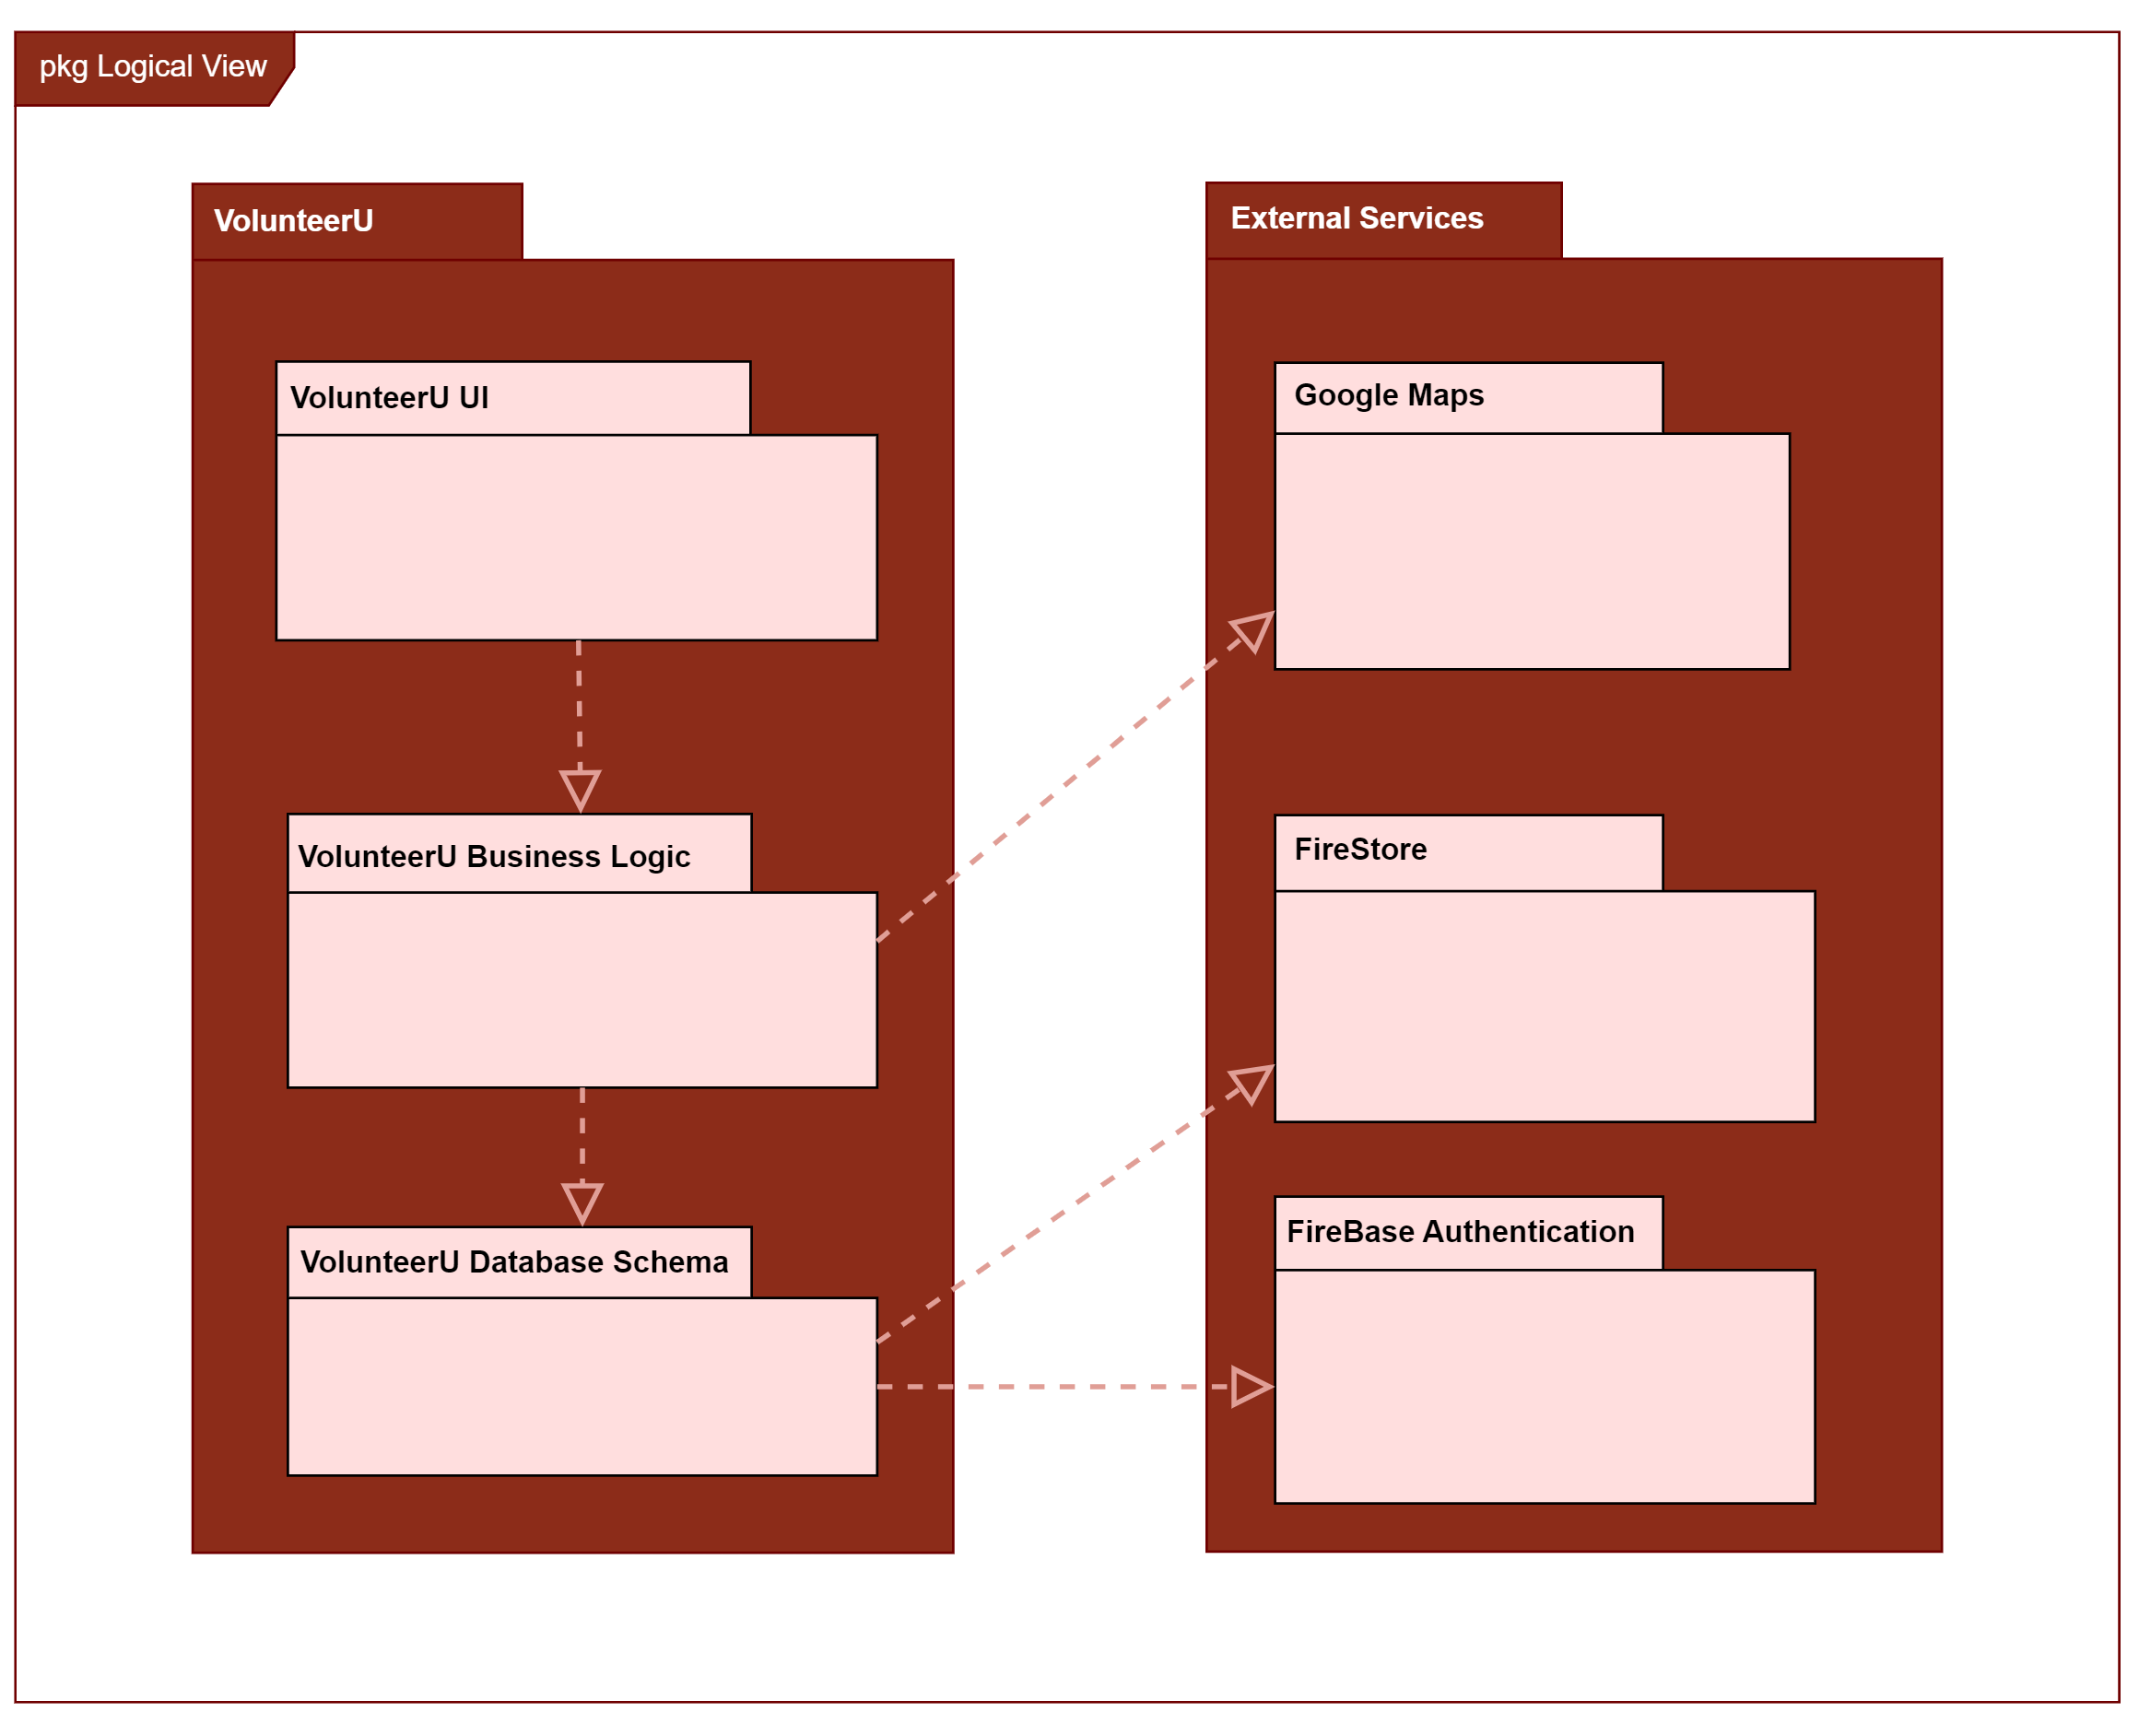 pkg Logical View
VolunteerU
VolunteerU UI
VolunteerU Business Logic
VolunteerU Database Schema
External Services
Google Maps
FireStore
FireBase Authentication